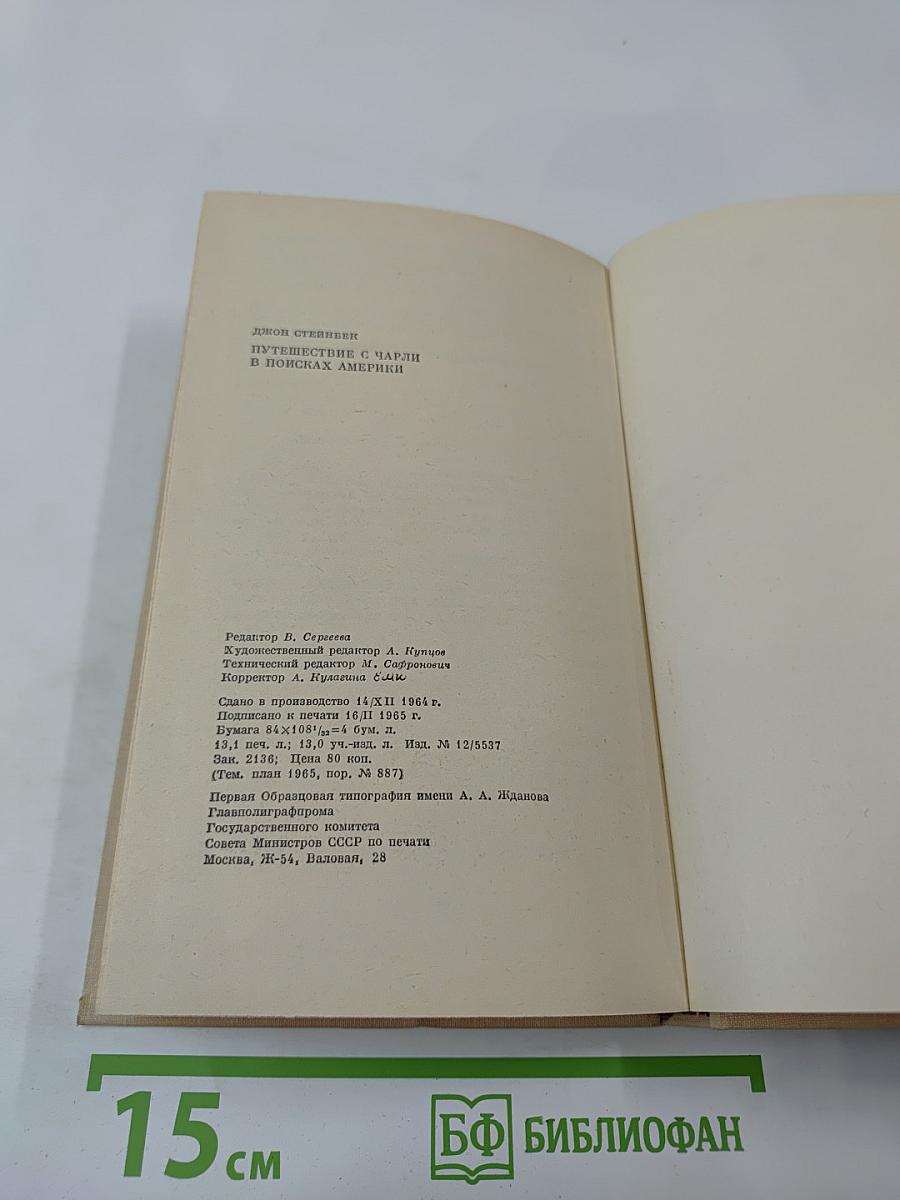 ДЖОН СТЕЙНБЕК
ПУТЕШЕСТВИЕ С ЧАРЛИ
В ПОИСКАХ АМЕРИКИ
Редактор В. Сергеева
Художественный редактор А. Купцов
Технический редактор М. Сафронович
Корректор А. Кулагина
Сдано в производство 14/XII 1964 г.
Подписано к печати 16/II 1965 г.
Бумага 84×108¹/₃₂=4 бум. л.
13,1 печ. л.; 13,0 уч.-изд. л. Изд. № 12/5537
Зак. 2136; Цена 80 коп.
(Тем. план 1965, пор. № 887)
Первая Образцовая типография имени А. А. Жданова
Главполиграфпрома
Государственного комитета
Совета Министров СССР по печати
Москва, Ж-54, Валовая, 28
15 см
БФ БИБЛИОФАН